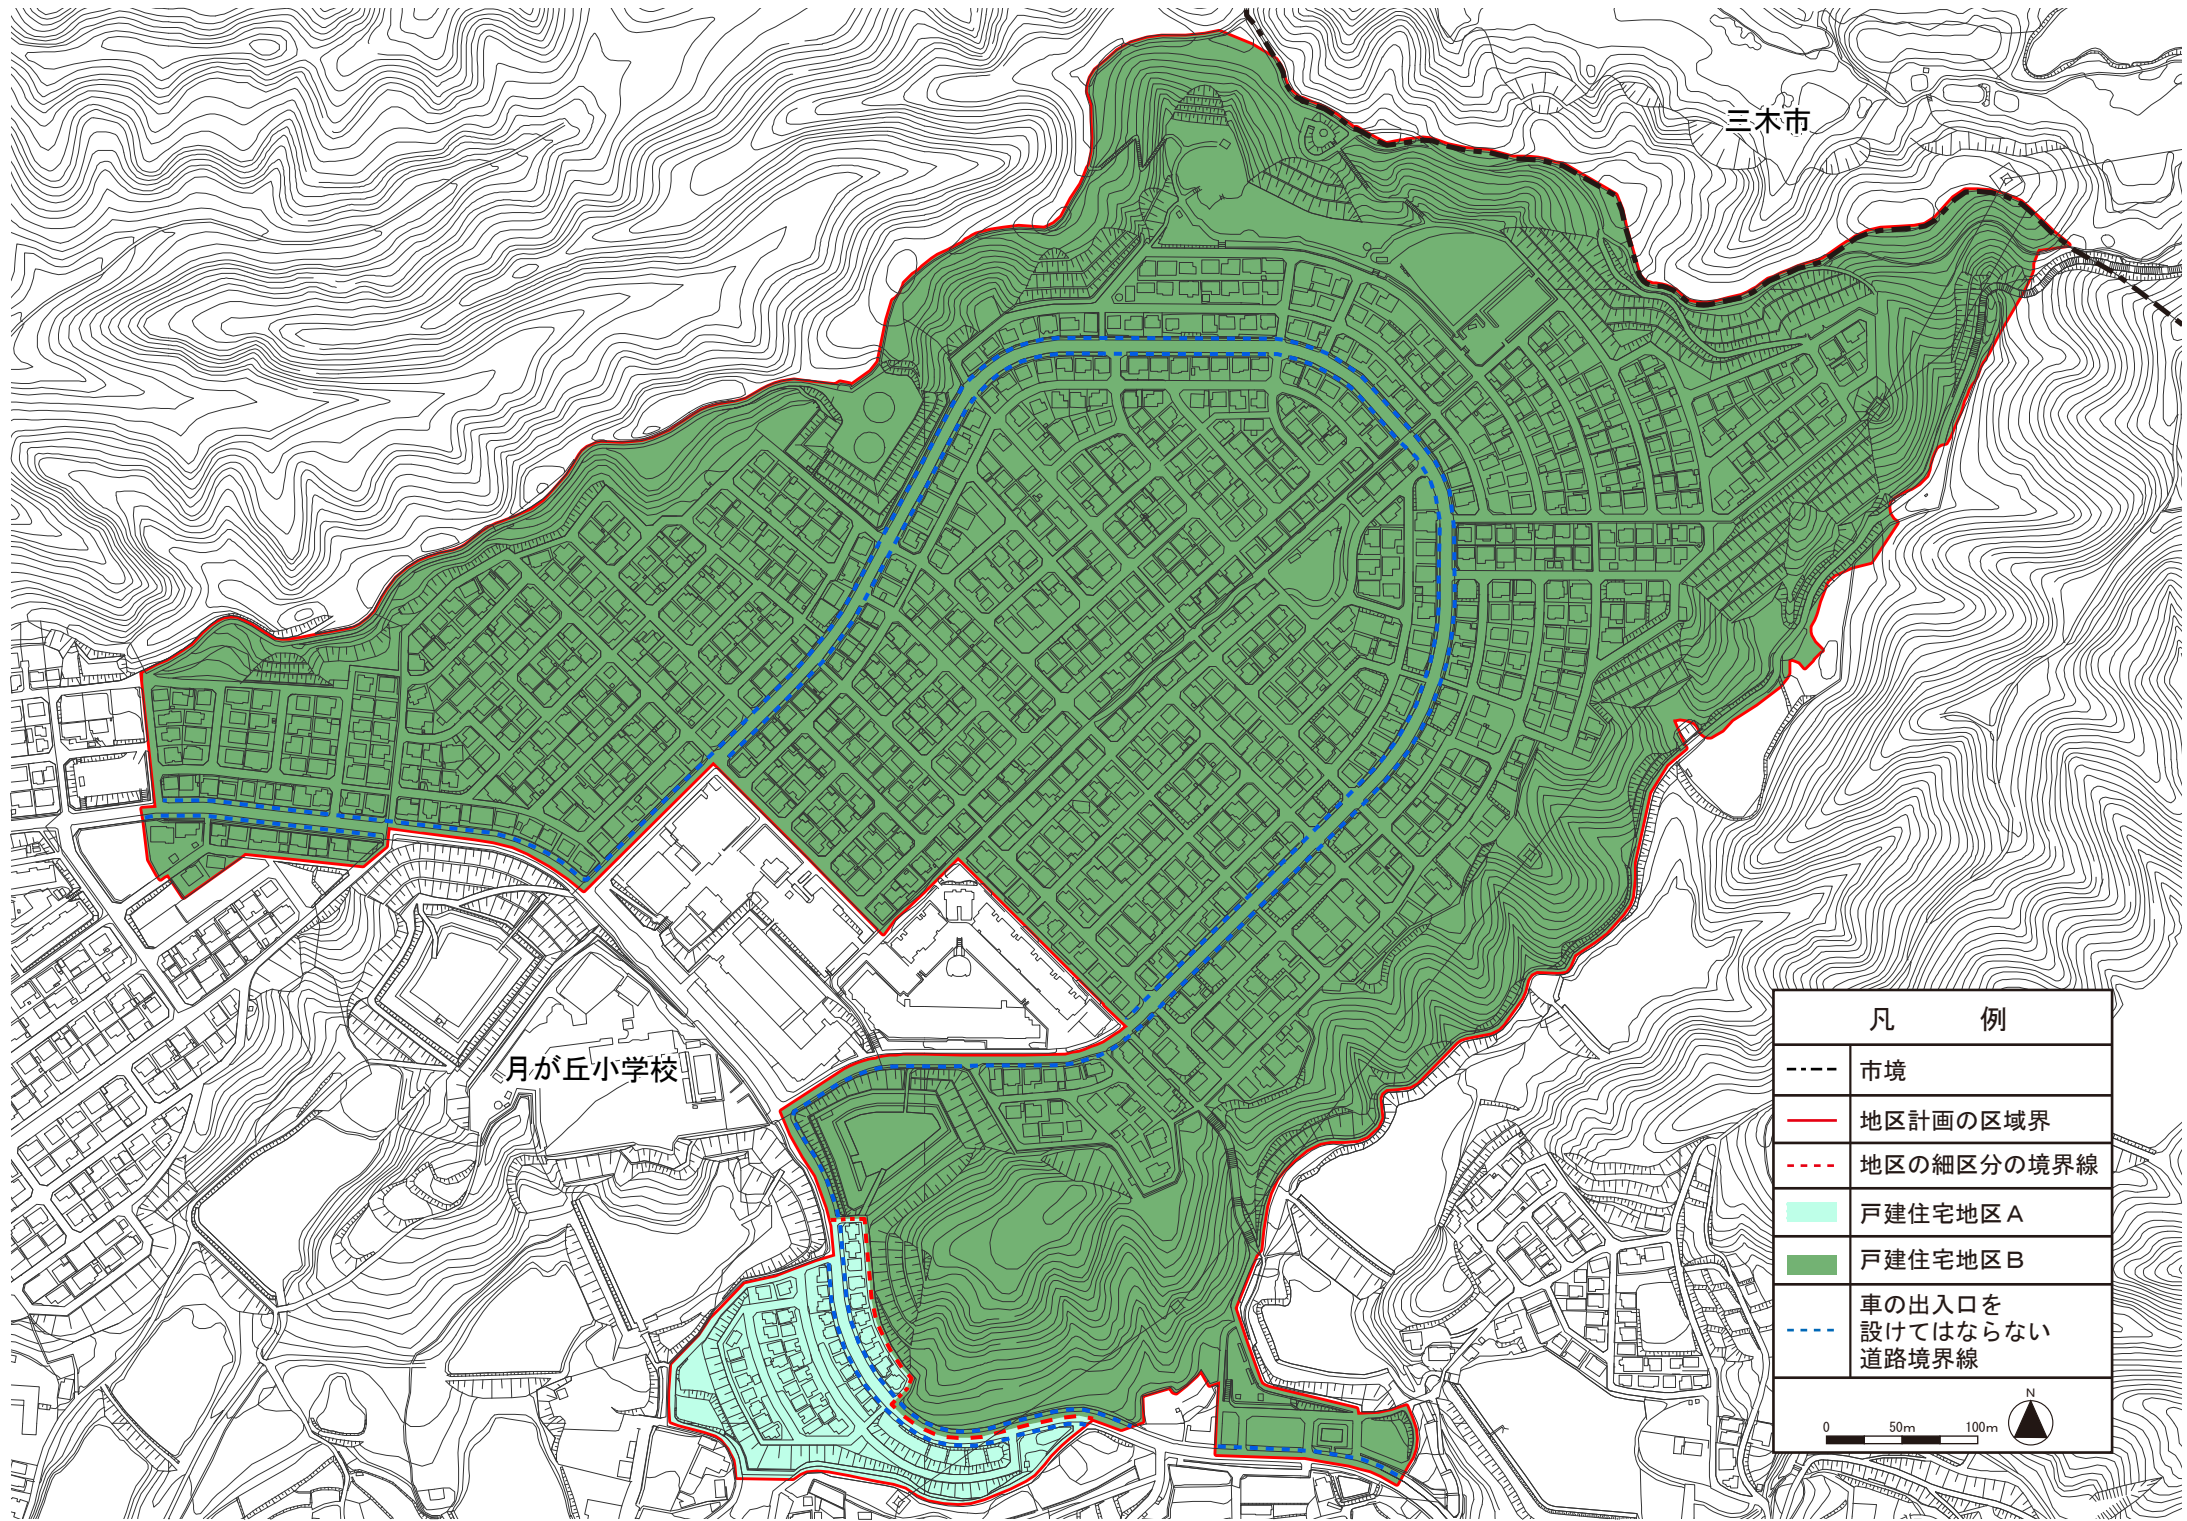 三木市
月が丘小学校
凡 例
市境
地区計画の区域界
地区の細区分の境界線
戸建住宅地区A
戸建住宅地区B
車の出入口を
設けてはならない
道路境界線
0 50m 100m
N